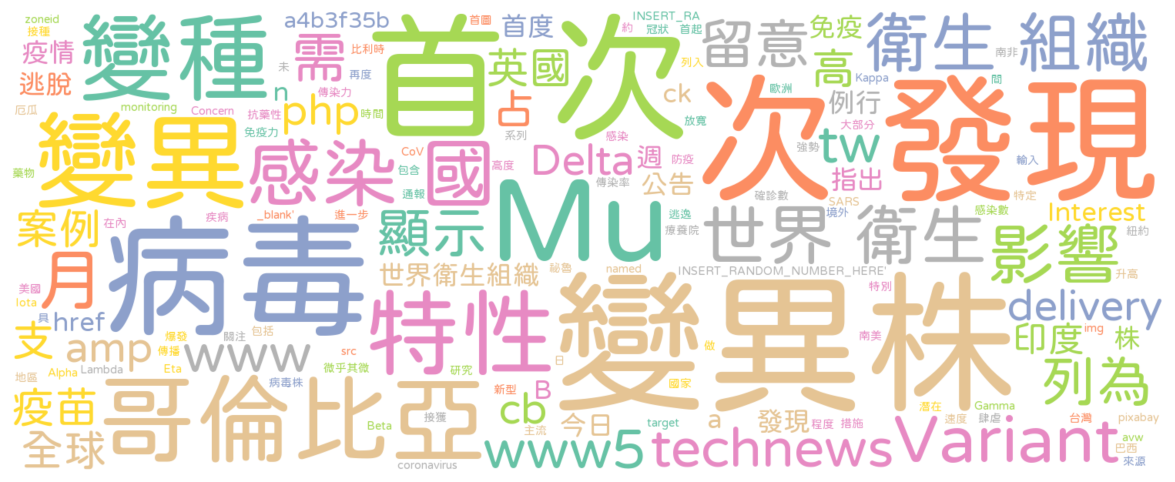 zoneid
接種
疫情
逃脫
變種
a4b3f35b
需
n
php
比利時
未
再度
傳染力
時間
抗藥性
免疫力
首圖
首度
首次
英國
占
系列
感染
約
INSERT_RA
冠狀
首起
列入
留意
ck
放寬
歐洲
免疫
高
Kappa
例行
大部分
強勢
tw
指出
衛生組織
南非
間
次發現
輸入
特定
厄瓜
monitoring
Concern
變異
感染
國
CoV
包含
通報
高度
Delta
週
防疫
傳染率
公告
確診數
SARS
境外
感染數
Interest
紐約
藥物
案例
在內
疾病
_blank'
進一步
病毒
顯示
Mu
逃逸
療養院
世界衛生
影響
升高
月
美國
Iota
具
href
世界衛生組織
祕魯
named
INSERT_RANDOM_NUMBER_HERE'
特別
南美
delivery
img
支
amp
爆發
傳播
關注
包括
www
特性
變異株
印度
株
列為
地區
Alpha
Lambda
Eta
病毒株
src
微乎其微
研究
日
做
國家
疫苗
全球
哥倫比亞
接獲
Beta
coronavirus
新型
主流
cb
B
今日
target
a
發現
程度
措施
潛在
速度
Gamma
肆虐
台灣
pixabay
avw
巴西
來源
www5
technews
Variant